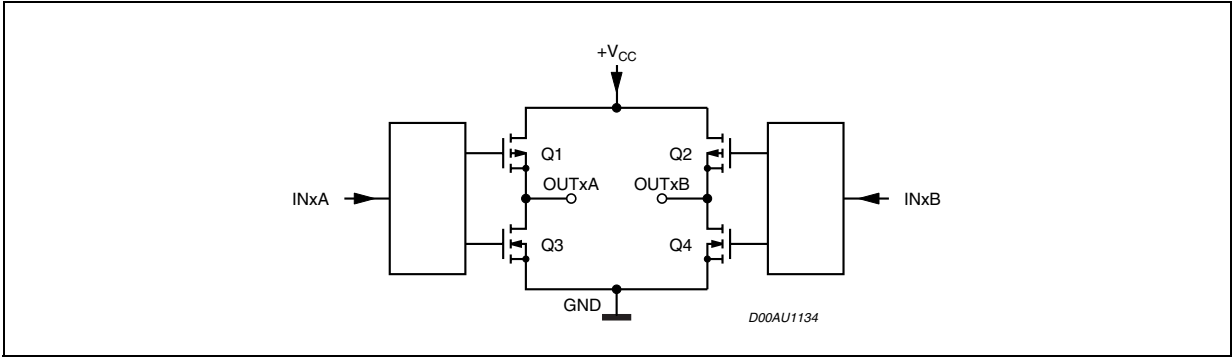 +VCC
Q1
Q2
OUTxA
OUTxB
INxA
INxB
Q3
Q4
GND
D00AU1134